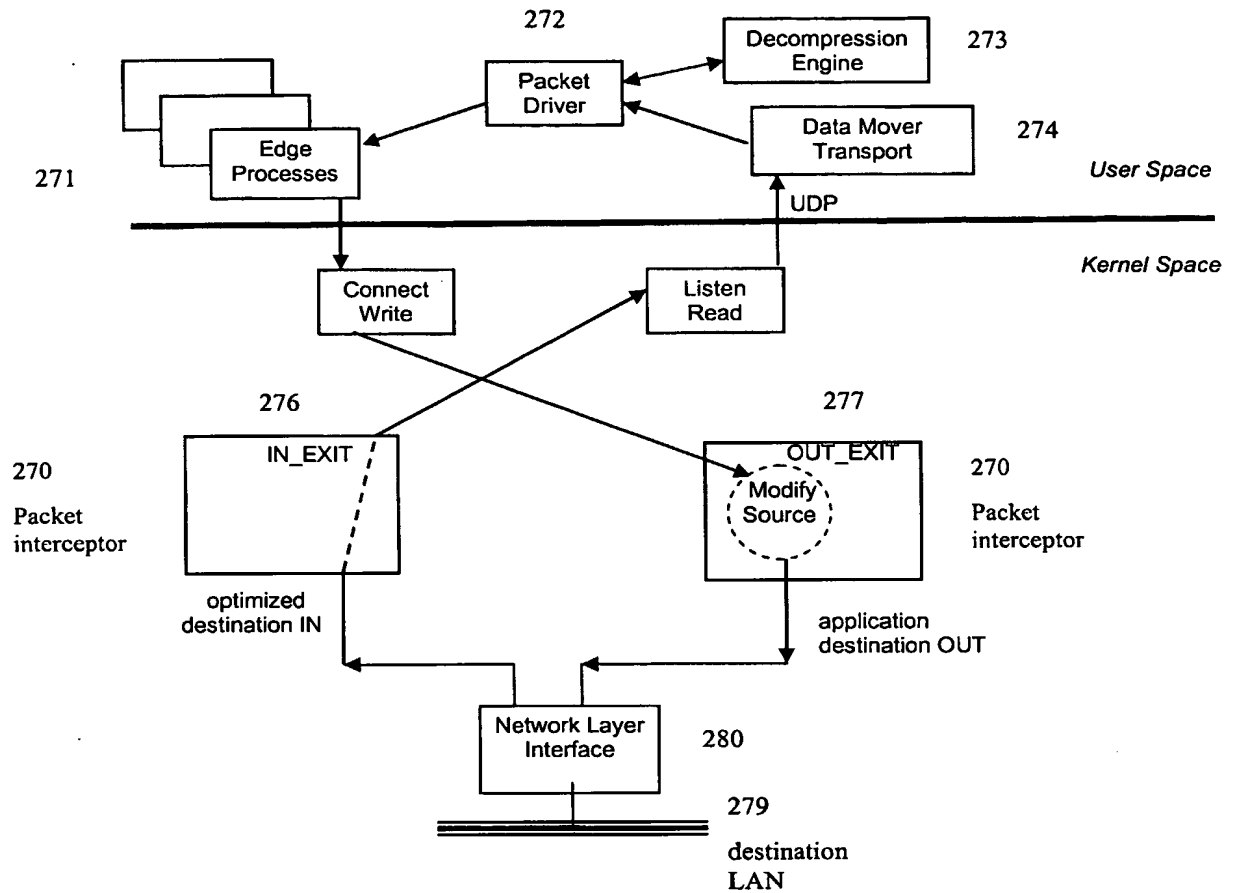 272
Decompression
Engine
273
Packet
Driver
Data Mover
Transport
274
Edge
Processes
271
User Space
UDP
Kernel Space
Connect
Write
Listen
Read
276
277
IN_EXIT
OUT_EXIT
270
Packet
interceptor
Modify
Source
270
Packet
interceptor
optimized
destination IN
application
destination OUT
Network Layer
Interface
280
279
destination
LAN